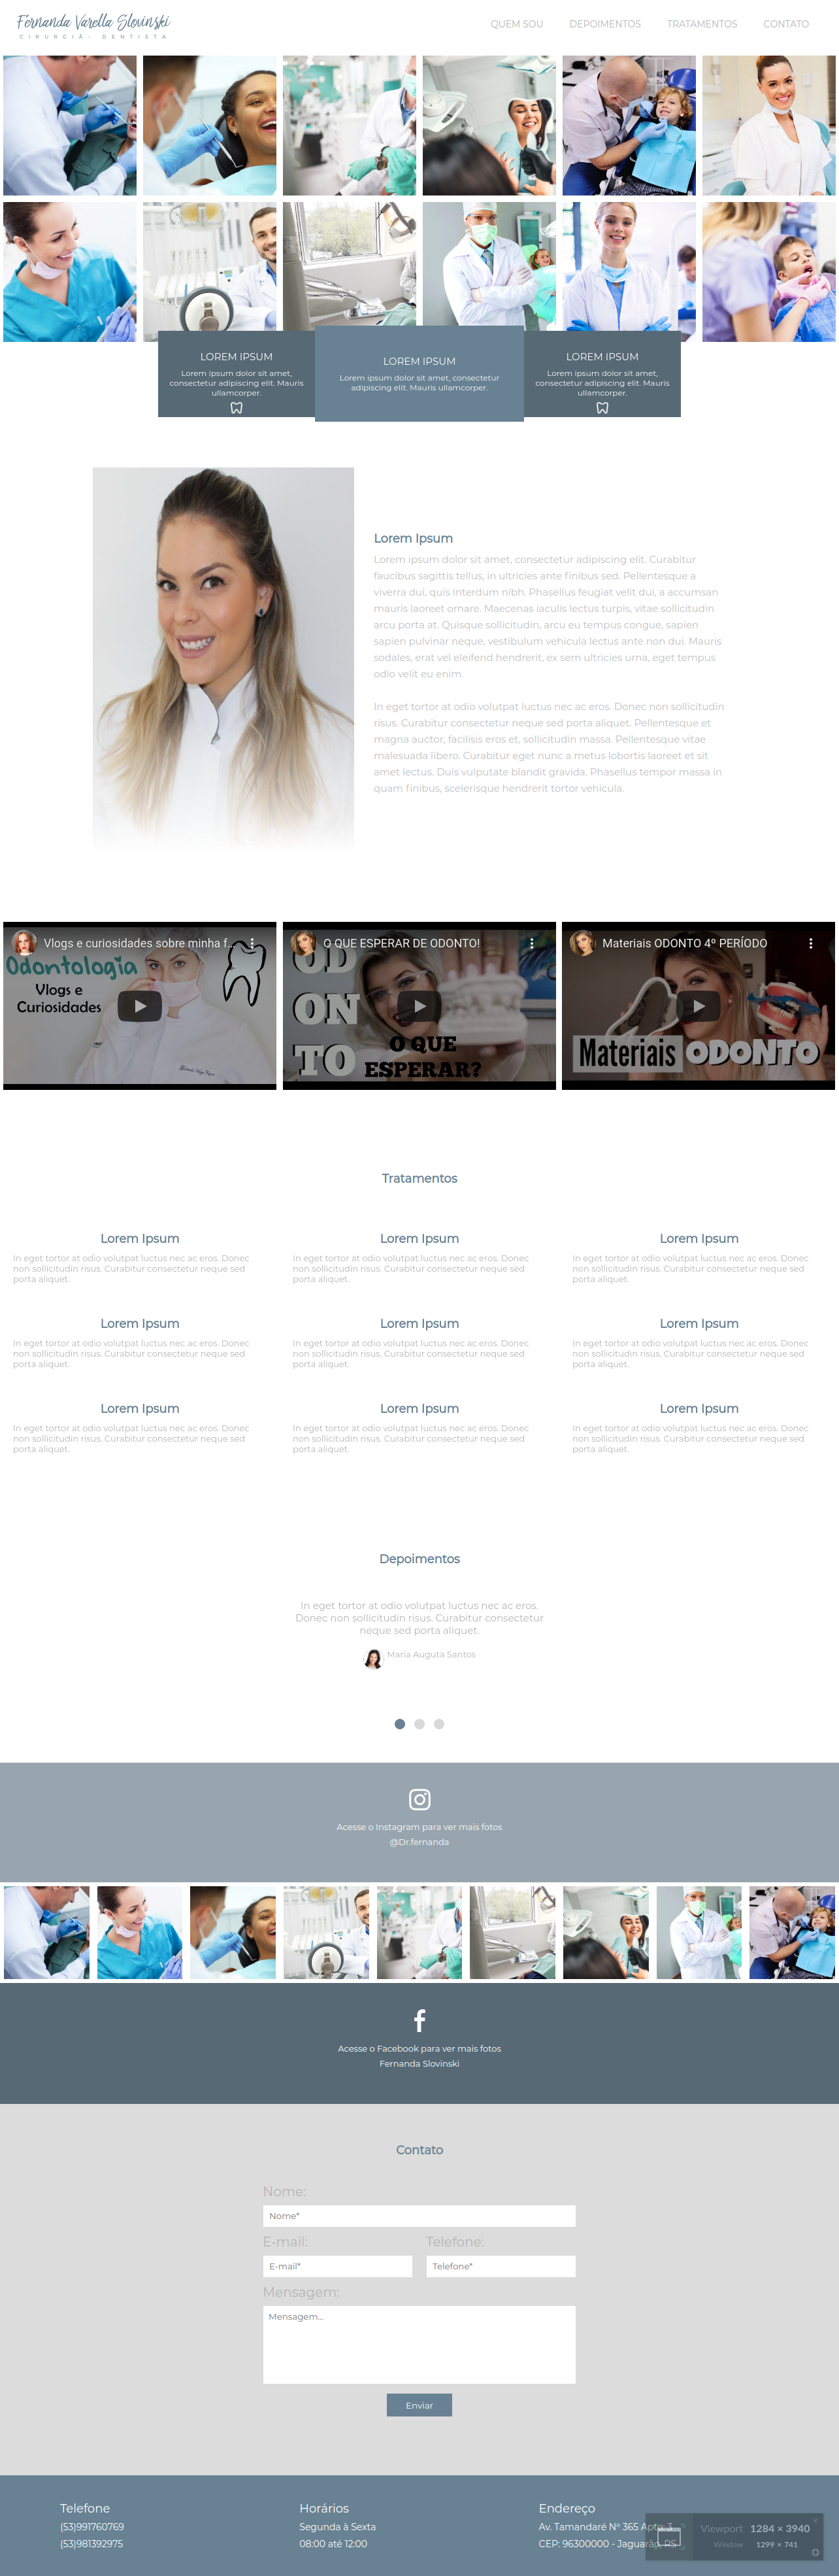 Fernanda Varella Slovinski
CIRURGIÃ- DENTISTA
QUEM SOU DEPOIMENTOS TRATAMENTOS CONTATO
LOREM IPSUM
Lorem ipsum dolor sit amet,
consectetur adipiscing elit. Mauris
ullamcorper.
LOREM IPSUM
Lorem ipsum dolor sit amet, consectetur
adipiscing elit. Mauris ullamcorper.
LOREM IPSUM
Lorem ipsum dolor sit amet,
consectetur adipiscing elit. Mauris
ullamcorper.
Lorem Ipsum
Lorem ipsum dolor sit amet, consectetur adipiscing elit. Curabitur
faucibus sagittis tellus, in ultricies ante finibus sed. Pellentesque a
viverra dui, quis interdum nibh. Phasellus feugiat velit dui, a accumsan
mauris laoreet ornare. Maecenas iaculis lectus turpis, vitae sollicitudin
arcu porta at. Quisque sollicitudin, arcu eu tempus congue, sapien
sapien pulvinar neque, vestibulum vehicula lectus ante non dui. Mauris
sodales, erat vel eleifend hendrerit, ex sem ultricies urna, eget tempus
odio velit eu enim.
In eget tortor at odio volutpat luctus nec ac eros. Donec non sollicitudin
risus. Curabitur consectetur neque sed porta aliquet. Pellentesque et
magna auctor, facilisis eros et, sollicitudin massa. Pellentesque vitae
malesuada libero. Curabitur eget nunc a metus lobortis laoreet et sit
amet lectus. Duis vulputate blandit gravida. Phasellus tempor massa in
quam finibus, scelerisque hendrerit tortor vehicula.
Vlogs e curiosidades sobre minha f...
Odontologia
Vlogs e
Curiosidades
O QUE ESPERAR DE ODONTO!
OD
ON
TO
O QUE
ESPERAR?
Materiais ODONTO 4º PERÍODO
Materiais ODONTO
Tratamentos
Lorem Ipsum
In eget tortor at odio volutpat luctus nec ac eros. Donec
non sollicitudin risus. Curabitur consectetur neque sed
porta aliquet.
Lorem Ipsum
In eget tortor at odio volutpat luctus nec ac eros. Donec
non sollicitudin risus. Curabitur consectetur neque sed
porta aliquet.
Lorem Ipsum
In eget tortor at odio volutpat luctus nec ac eros. Donec
non sollicitudin risus. Curabitur consectetur neque sed
porta aliquet.
Lorem Ipsum
In eget tortor at odio volutpat luctus nec ac eros. Donec
non sollicitudin risus. Curabitur consectetur neque sed
porta aliquet.
Lorem Ipsum
In eget tortor at odio volutpat luctus nec ac eros. Donec
non sollicitudin risus. Curabitur consectetur neque sed
porta aliquet.
Lorem Ipsum
In eget tortor at odio volutpat luctus nec ac eros. Donec
non sollicitudin risus. Curabitur consectetur neque sed
porta aliquet.
Lorem Ipsum
In eget tortor at odio volutpat luctus nec ac eros. Donec
non sollicitudin risus. Curabitur consectetur neque sed
porta aliquet.
Lorem Ipsum
In eget tortor at odio volutpat luctus nec ac eros. Donec
non sollicitudin risus. Curabitur consectetur neque sed
porta aliquet.
Lorem Ipsum
In eget tortor at odio volutpat luctus nec ac eros. Donec
non sollicitudin risus. Curabitur consectetur neque sed
porta aliquet.
Depoimentos
In eget tortor at odio volutpat luctus nec ac eros.
Donec non sollicitudin risus. Curabitur consectetur
neque sed porta aliquet.
Maria Auguta Santos
Acesse o Instagram para ver mais fotos
@Dr.fernanda
Acesse o Facebook para ver mais fotos
Fernanda Slovinski
Contato
Nome:
Nome*
E-mail: Telefone:
E-mail* Telefone*
Mensagem:
Mensagem...
Enviar
Telefone
(53)991760769
(53)981392975
Horários
Segunda à Sexta
08:00 até 12:00
Endereço
Av. Tamandaré Nº 365 Apto: 3
CEP: 96300000 - Jaguarão, RS
Viewport 1284 × 3940
Window 1299 × 741